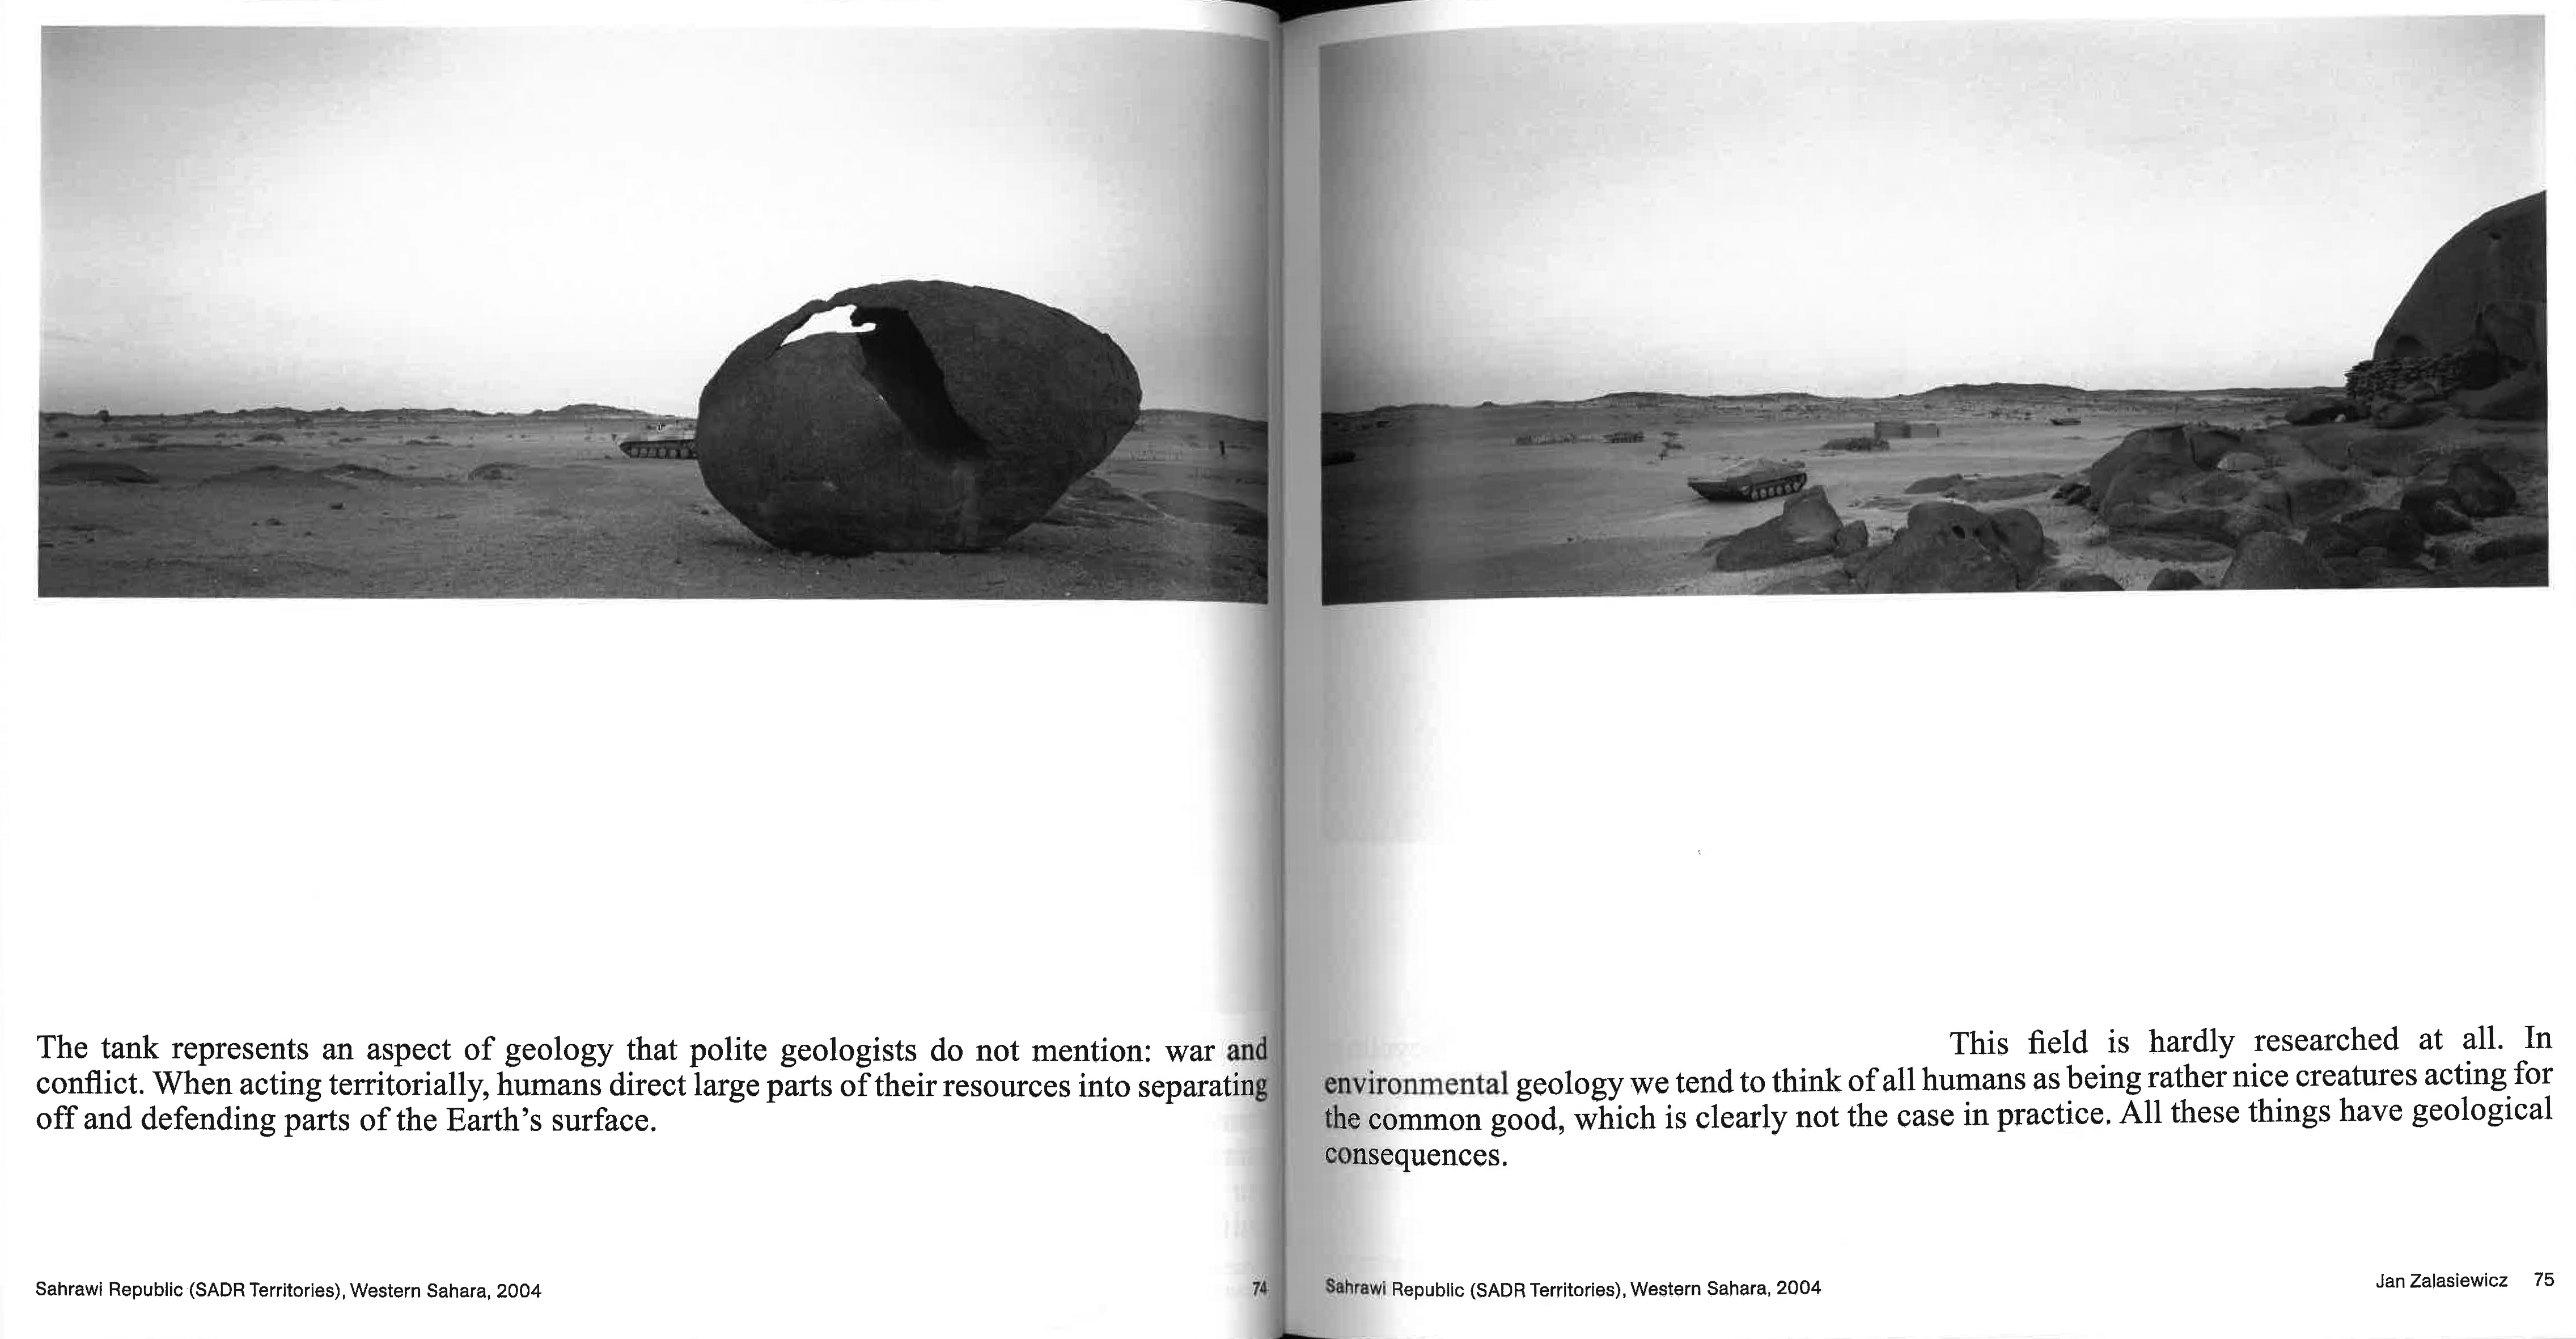 The tank represents an aspect of geology that polite geologists do not mention: war and
conflict. When acting territorially, humans direct large parts of their resources into separating
off and defending parts of the Earth's surface.
Sahrawi Republic (SADR Territories), Western Sahara, 2004
74
This field is hardly researched at all. In
environmental geology we tend to think of all humans as being rather nice creatures acting for
the common good, which is clearly not the case in practice. All these things have geological
consequences.
Sahrawi Republic (SADR Territories), Western Sahara, 2004
Jan Zalasiewicz 75